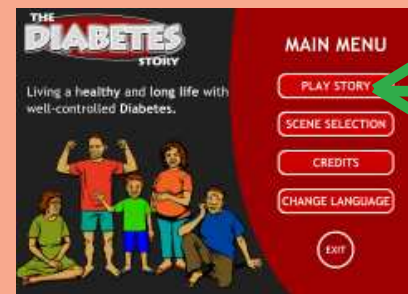 THE
DIABETES
STORY
Living a healthy and long life with
well-controlled Diabetes.
MAIN MENU
PLAY STORY
SCENE SELECTION
CREDITS
CHANGE LANGUAGE
EXIT